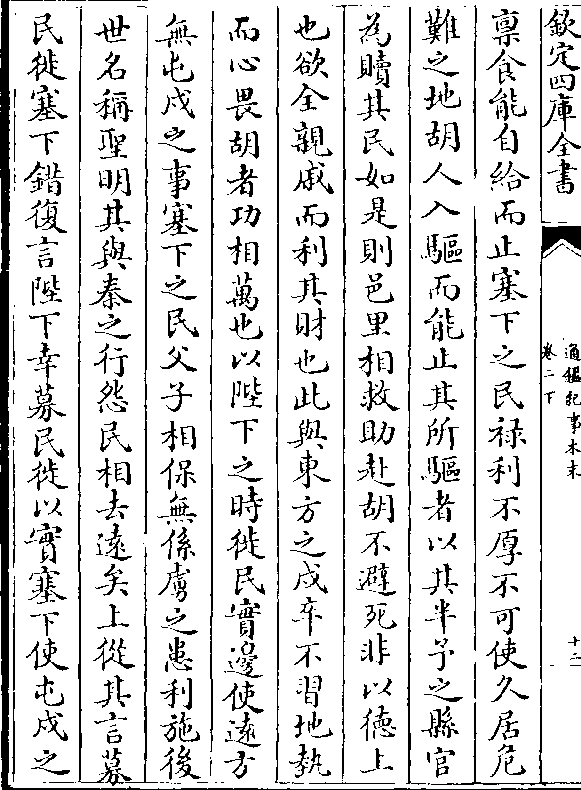 欽定四庫全書
通鑑紀事本末
卷二下
十二
禀食能自給而止塞下之民祿利不厚不可使久居危
難之地胡人入驅而能止其所驅者以其半予之縣官
為贖其民如是則邑里相救助赴胡不避死非以徳上
也欲全親戚而利其財也此與東方之戍卒不習地埶
而心畏胡者功相萬也以陛下之時徙民實邊使逺方
無屯戍之事塞下之民父子相保無係虜之患利施後
世名稱聖明其與秦之行怨民相去逺矣上從其言募
民徙塞下錯復言陛下幸募民徙以實塞下使屯戍之